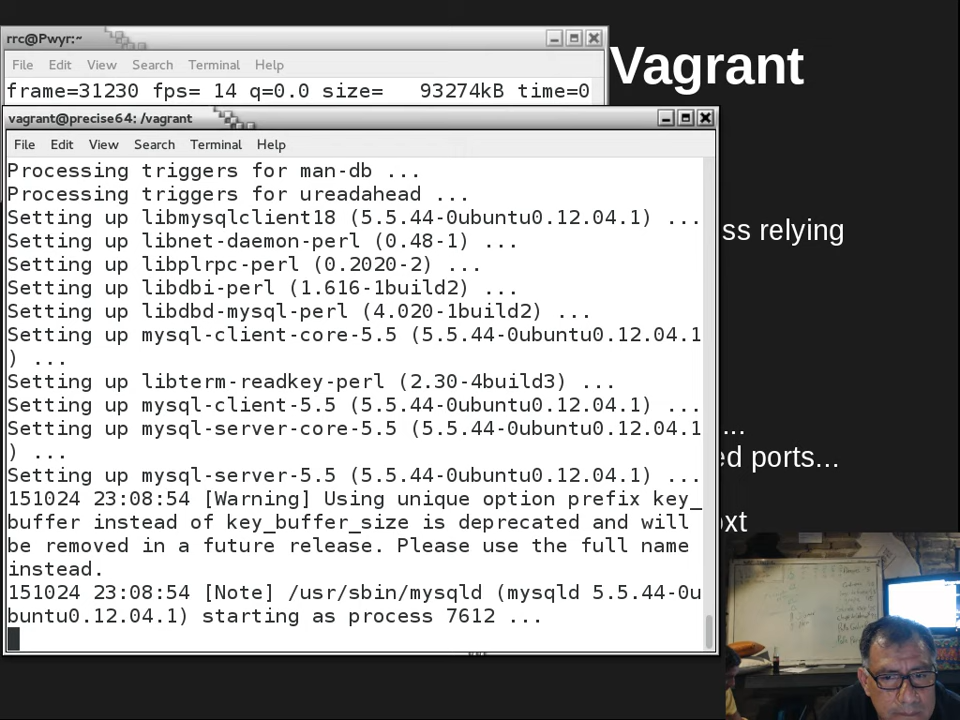 rrc@Pwyr:~
Vagrant
File Edit View Search Terminal Help
frame=31230 fps= 14 q=0.0 size=   93274kB time=0
vagrant@precise64: /vagrant
File Edit View Search Terminal Help
Processing triggers for man-db ...
Processing triggers for ureadahead ...
Setting up libmysqlclient18 (5.5.44-0ubuntu0.12.04.1) ...
ss relying
Setting up libnet-daemon-perl (0.48-1) ...
Setting up libplrpc-perl (0.2020-2) ...
Setting up libdbi-perl (1.616-1build2) ...
Setting up libdbd-mysql-perl (4.020-1build2) ...
Setting up mysql-client-core-5.5 (5.5.44-0ubuntu0.12.04.1
) ...
Setting up libterm-readkey-perl (2.30-4build3) ...
Setting up mysql-client-5.5 (5.5.44-0ubuntu0.12.04.1) ...
Setting up mysql-server-core-5.5 (5.5.44-0ubuntu0.12.04.1
...
) ...
ed ports...
Setting up mysql-server-5.5 (5.5.44-0ubuntu0.12.04.1) ...
151024 23:08:54 [Warning] Using unique option prefix key_
buffer instead of key_buffer_size is deprecated and will
oxt
be removed in a future release. Please use the full name
instead.
151024 23:08:54 [Note] /usr/sbin/mysqld (mysqld 5.5.44-0u
buntu0.12.04.1) starting as process 7612 ...